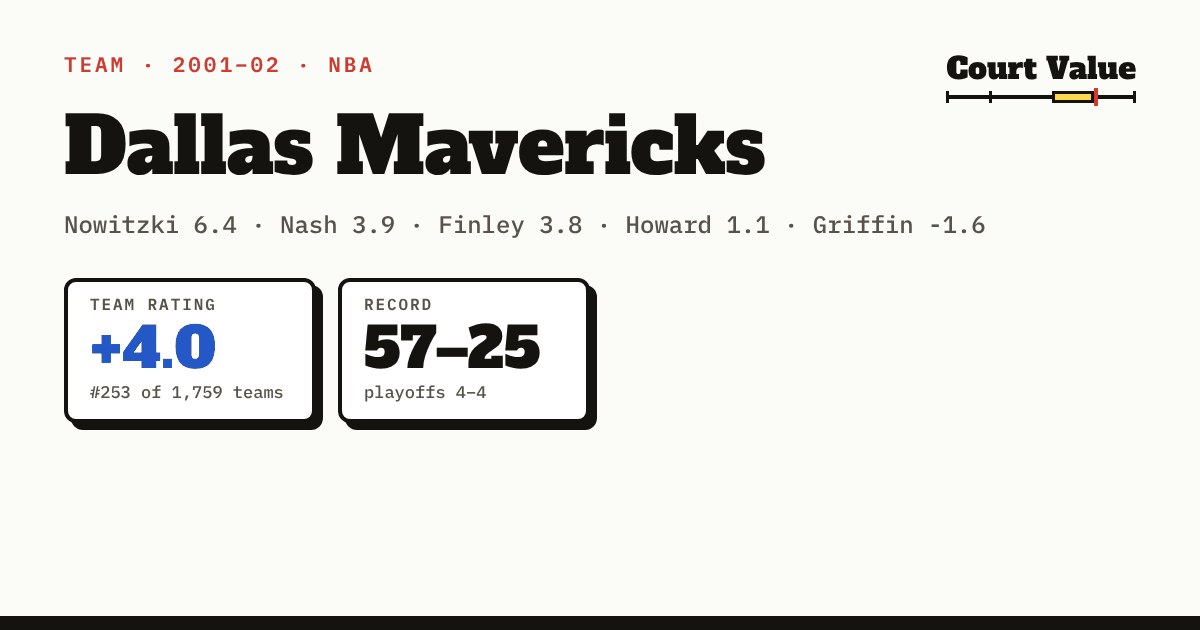 TEAM · 2001–02 · NBA
Court Value
Dallas Mavericks
Nowitzki 6.4 · Nash 3.9 · Finley 3.8 · Howard 1.1 · Griffin -1.6
TEAM RATING
+4.0
#253 of 1,759 teams
RECORD
57–25
playoffs 4–4